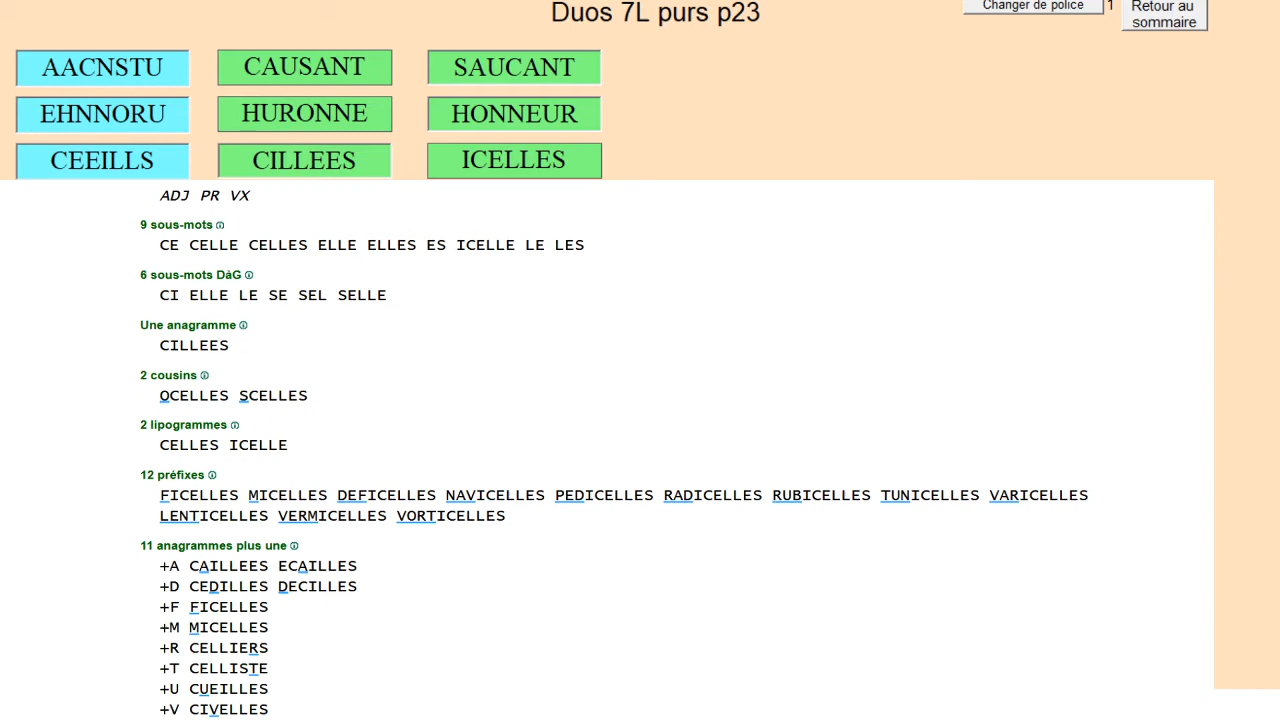 Duos 7L purs p23
Changer de police 1 Retour au sommaire
AACNSTU CAUSANT SAUCANT
EHNNORU HURONNE HONNEUR
CEEILLS CILLEES ICELLES
ADJ PR VX
9 sous-mots
CE CELLE CELLES ELLE ELLES ES ICELLE LE LES
6 sous-mots DàG
CI ELLE LE SE SEL SELLE
Une anagramme
CILLEES
2 cousins
OCELLES SCELLES
2 lipogrammes
CELLES ICELLE
12 préfixes
FICELLES MICELLES DEFICELLES NAVICELLES PEDICELLES RADICELLES RUBICELLES TUNICELLES VARICELLES
LENTICELLES VERMICELLES VORTICELLES
11 anagrammes plus une
+A CAILLEES ECAILLES
+D CEDILLES DECILLES
+F FICELLES
+M MICELLES
+R CELLIERS
+T CELLISTE
+U CUEILLES
+V CIVELLES